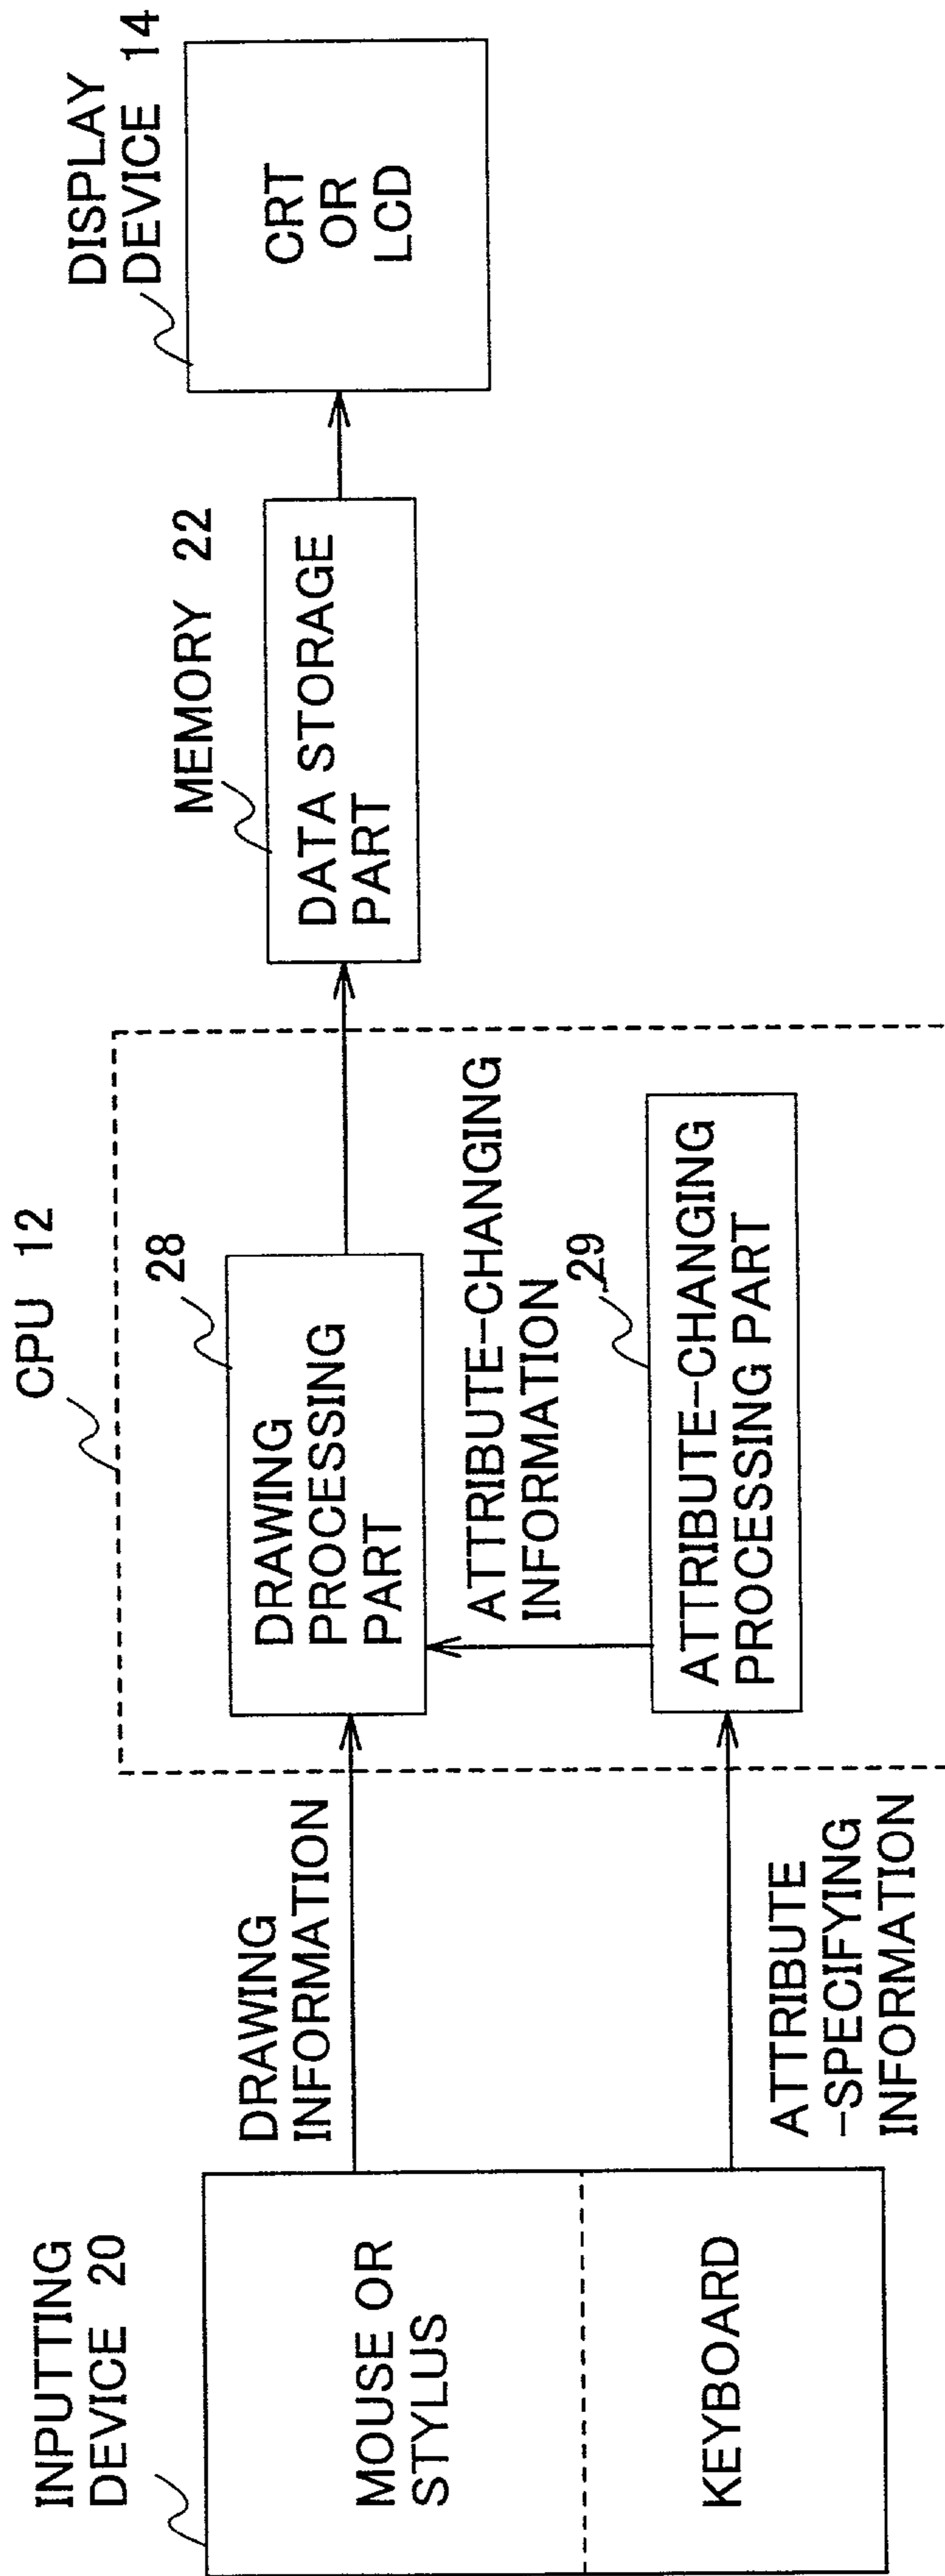 INPUTTING
DEVICE 20
MOUSE OR
STYLUS
KEYBOARD
DRAWING
INFORMATION
ATTRIBUTE
-SPECIFYING
INFORMATION
CPU 12
28
DRAWING
PROCESSING
PART
ATTRIBUTE-CHANGING
INFORMATION
29
ATTRIBUTE-CHANGING
PROCESSING PART
MEMORY 22
DATA STORAGE
PART
DISPLAY
DEVICE 14
CRT
OR
LCD